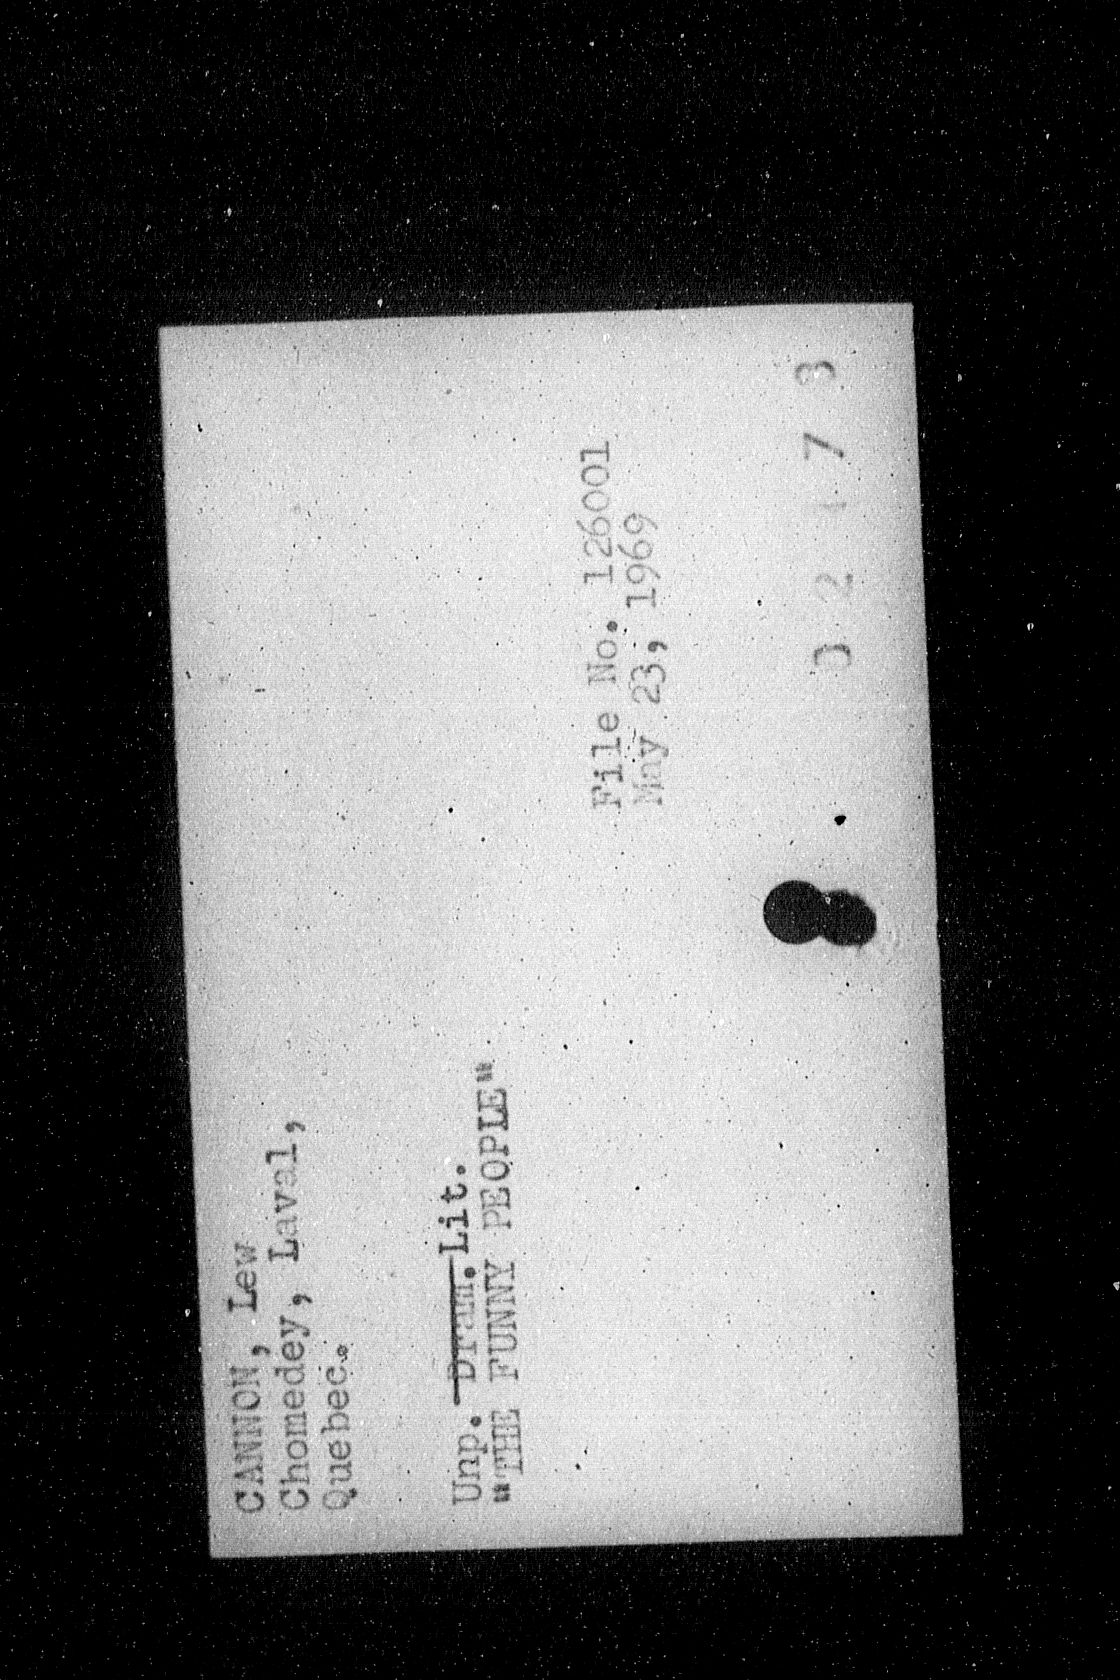 CANNON, Lew
Chomedey, Laval,
Quebec.
Unp. Dram. Lit.
"THE FUNNY PEOPLE"
File No. 126001
May 23, 1969